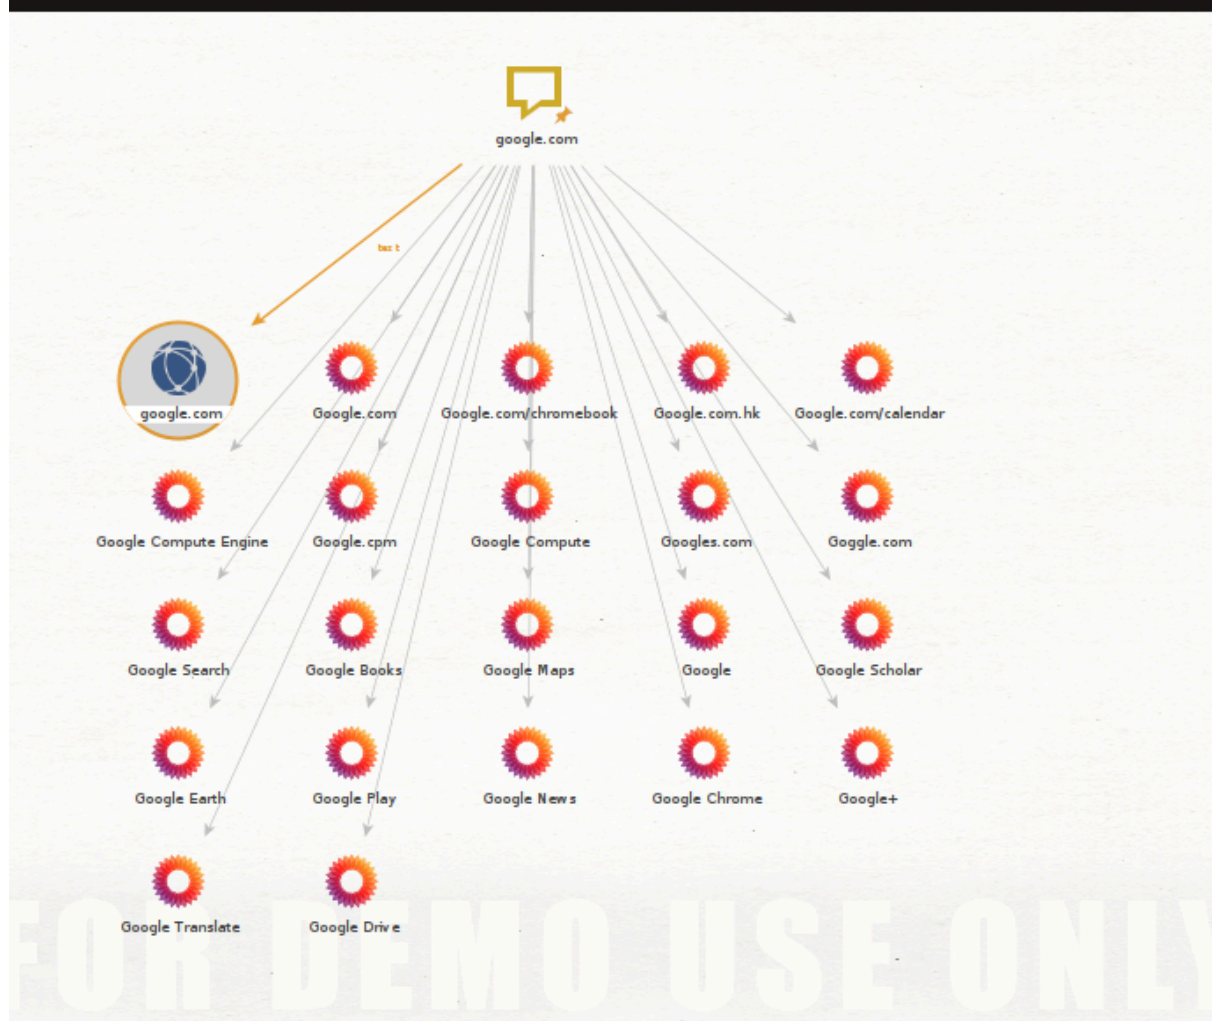 google.com
google.com
Google.com
Google.com/chromebook
Google.com.hk
Google.com/calendar
Google Compute Engine
Google.cpm
Google Compute
Googles.com
Goggle.com
Google Search
Google Books
Google Maps
Google
Google Scholar
Google Earth
Google Play
Google News
Google Chrome
Google+
Google Translate
Google Drive
FOR DEMO USE ONLY